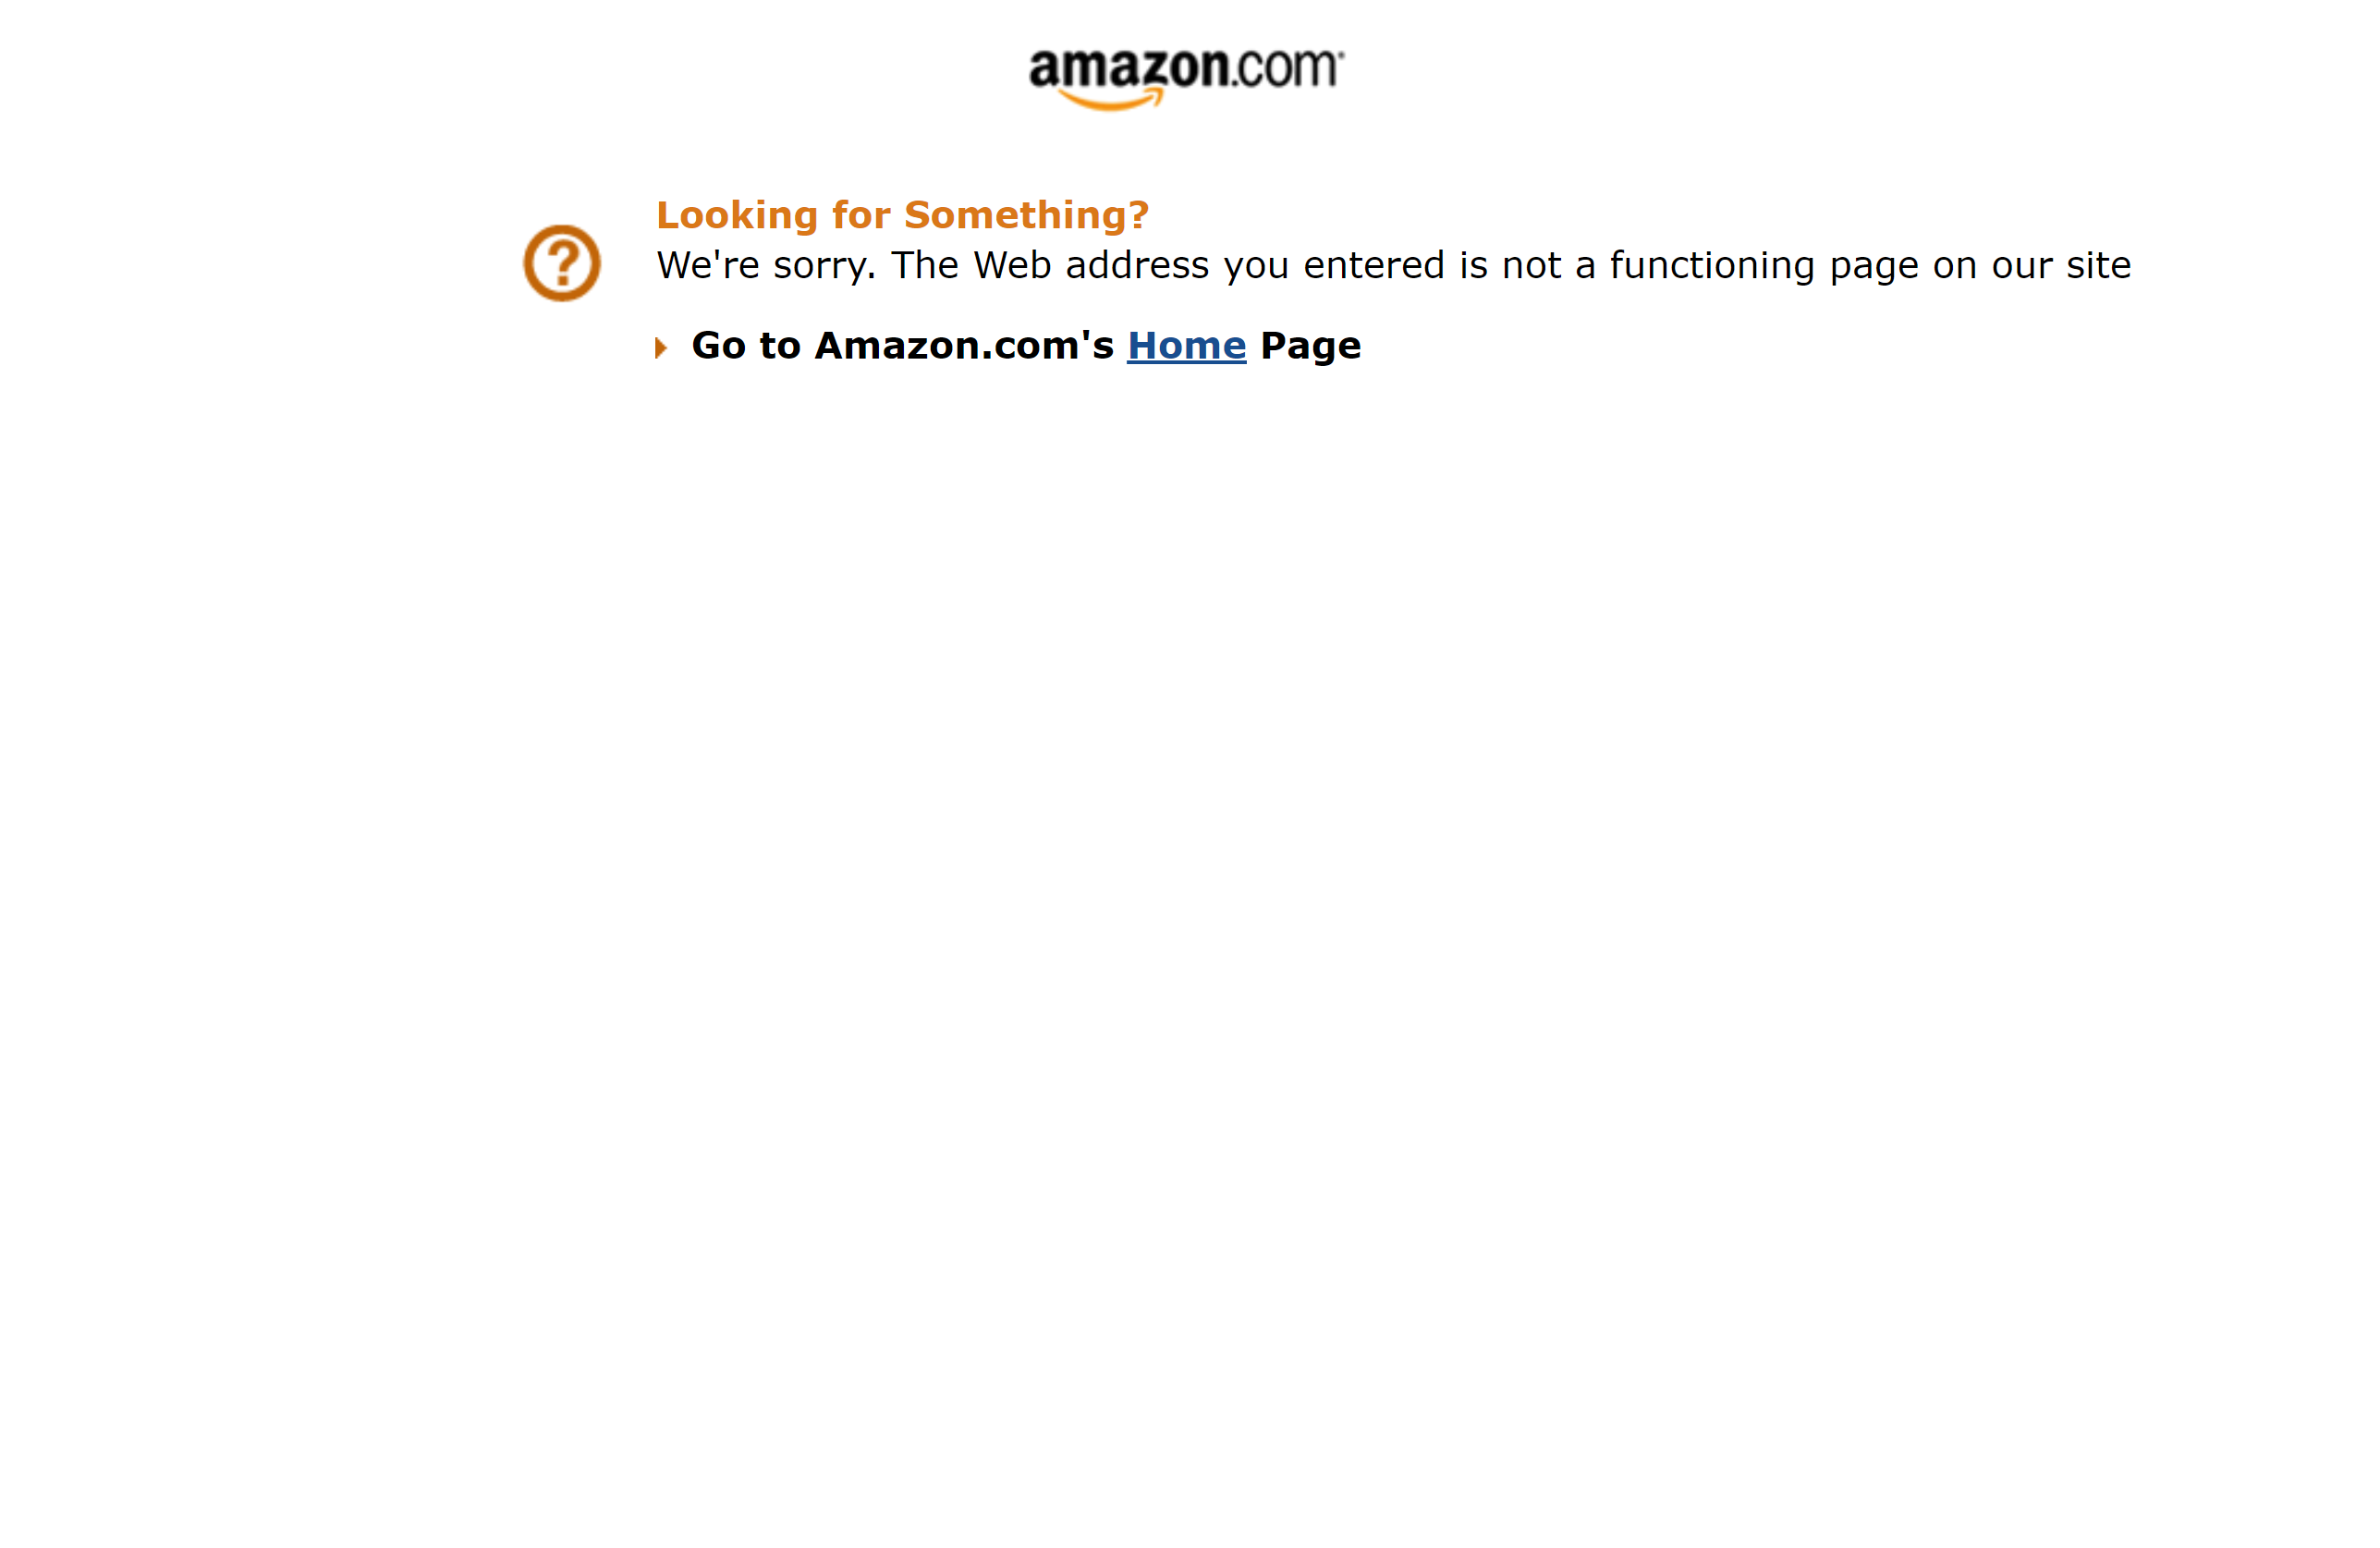 amazon.com
Looking for Something?
We're sorry. The Web address you entered is not a functioning page on our site
Go to Amazon.com's Home Page